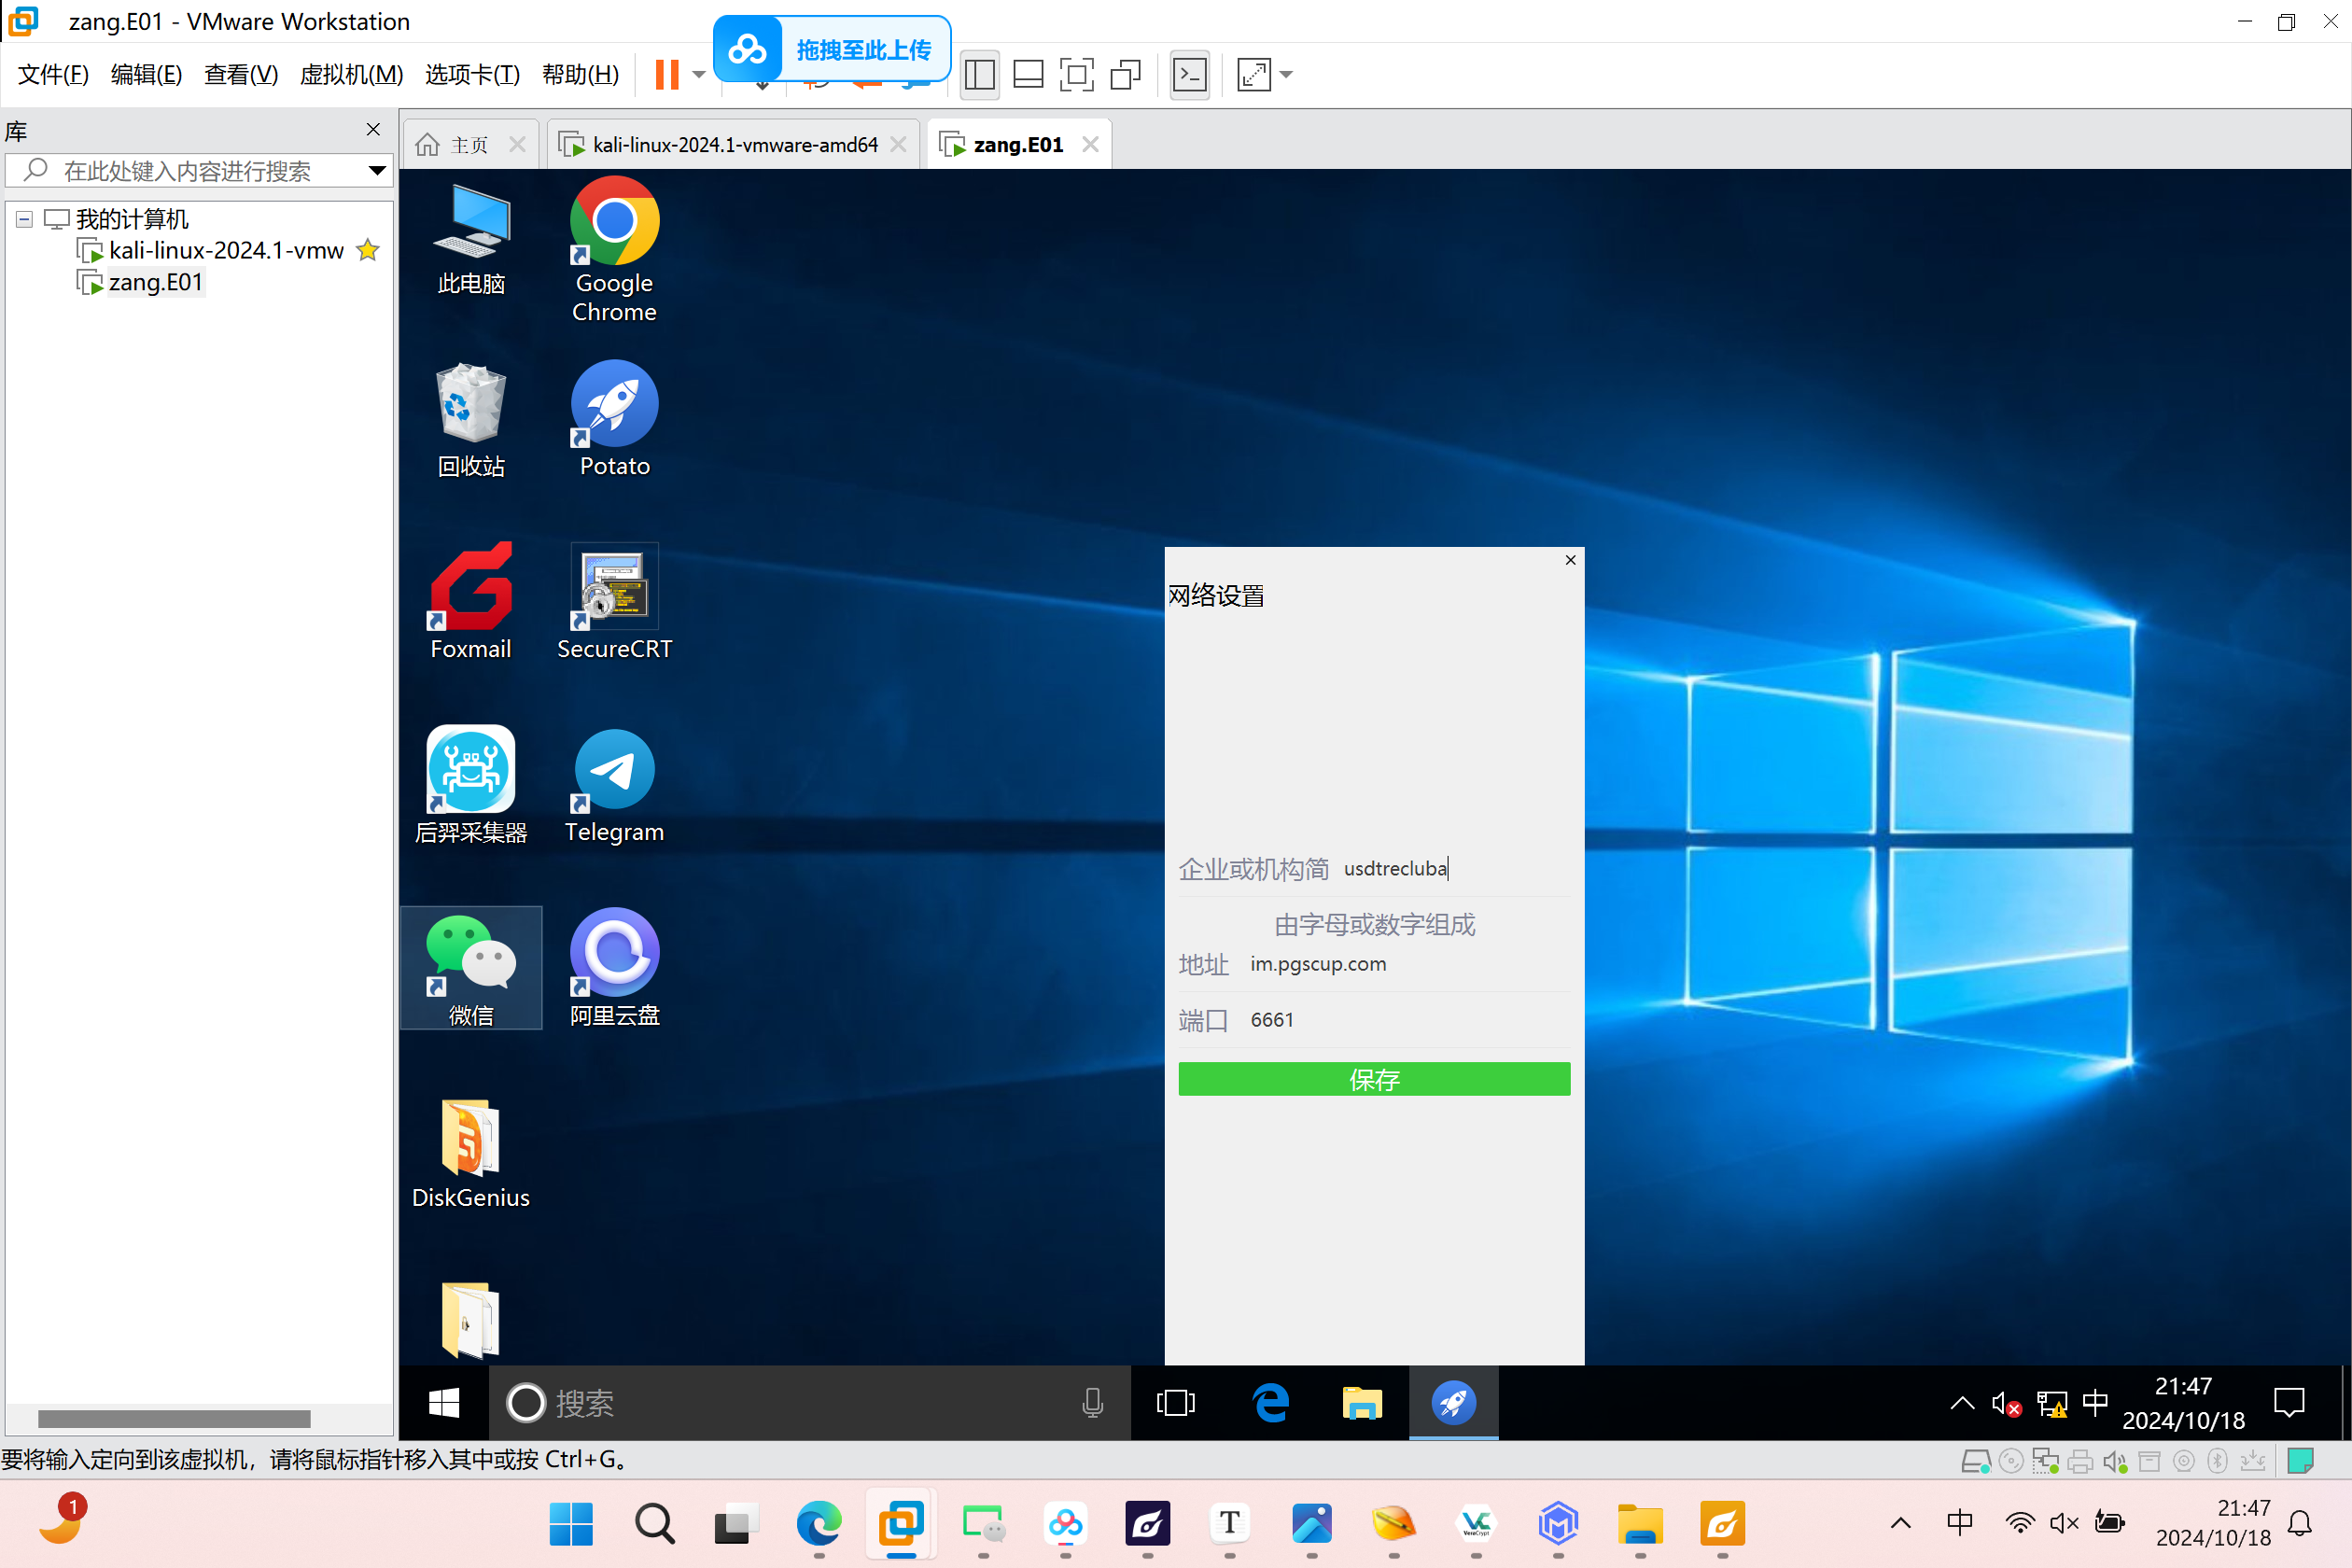 zang.E01 - VMware Workstation
文件(F) 编辑(E) 查看(V) 虚拟机(M) 选项卡(T) 帮助(H)
拖拽至此上传
库
在此处键入内容进行搜索
我的计算机
kali-linux-2024.1-vmw
zang.E01
主页
kali-linux-2024.1-vmware-amd64
zang.E01
此电脑
Google
Chrome
回收站
Potato
Foxmail
SecureCRT
后羿采集器
Telegram
微信
阿里云盘
DiskGenius
网络设置
企业或机构简 usdtrecluba
由字母或数字组成
地址 im.pgscup.com
端口 6661
保存
搜索
中
21:47
2024/10/18
要将输入定向到该虚拟机，请将鼠标指针移入其中或按 Ctrl+G。
1
T
VC
VeraCrypt
中
21:47
2024/10/18